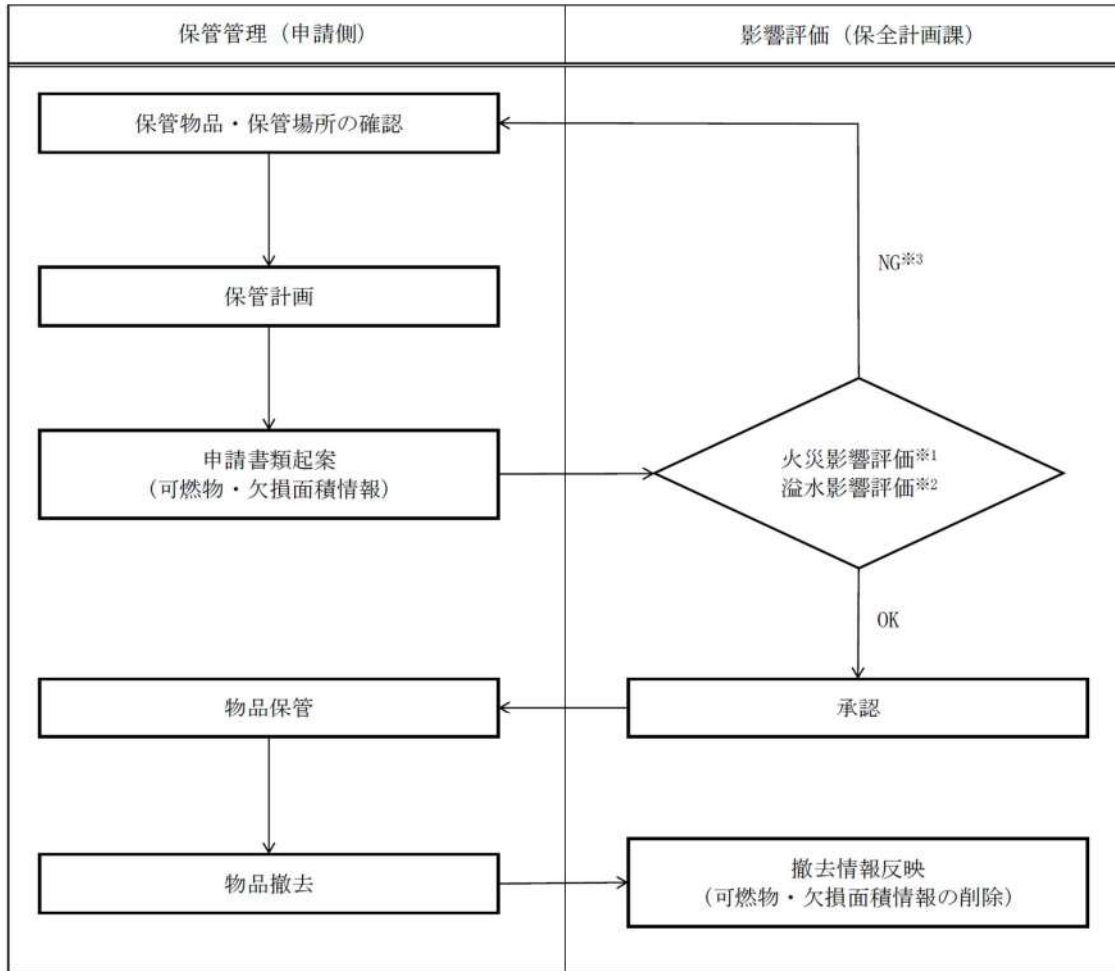 保管管理（申請側）
影響評価（保全計画課）
保管物品・保管場所の確認
保管計画
NG※3
申請書類起案
（可燃物・欠損面積情報）
火災影響評価※1
溢水影響評価※2
OK
物品保管
承認
物品撤去
撤去情報反映
（可燃物・欠損面積情報の削除）